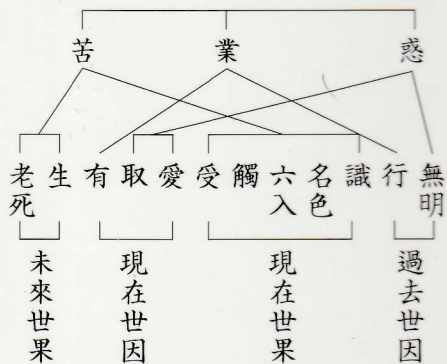 惑 業 苦
無明 行 識 名色 六入 觸 受 愛 取 有 生 老死
過去世因 現在世果 現在世因 未來世果